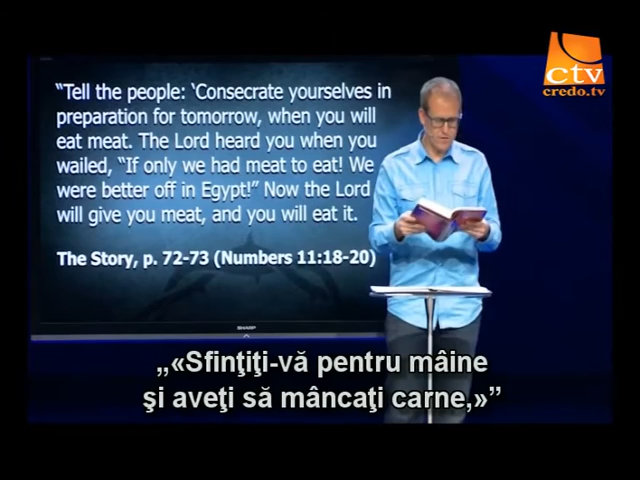 ctv
credo.tv
“Tell the people: ‘Consecrate yourselves in
preparation for tomorrow, when you will
eat meat. The Lord heard you when you
wailed, “If only we had meat to eat! We
were better off in Egypt!” Now the Lord
will give you meat, and you will eat it.
The Story, p. 72-73 (Numbers 11:18-20)
SHARP
„«Sfinţiţi-vă pentru mâine
şi aveţi să mâncaţi carne,»”